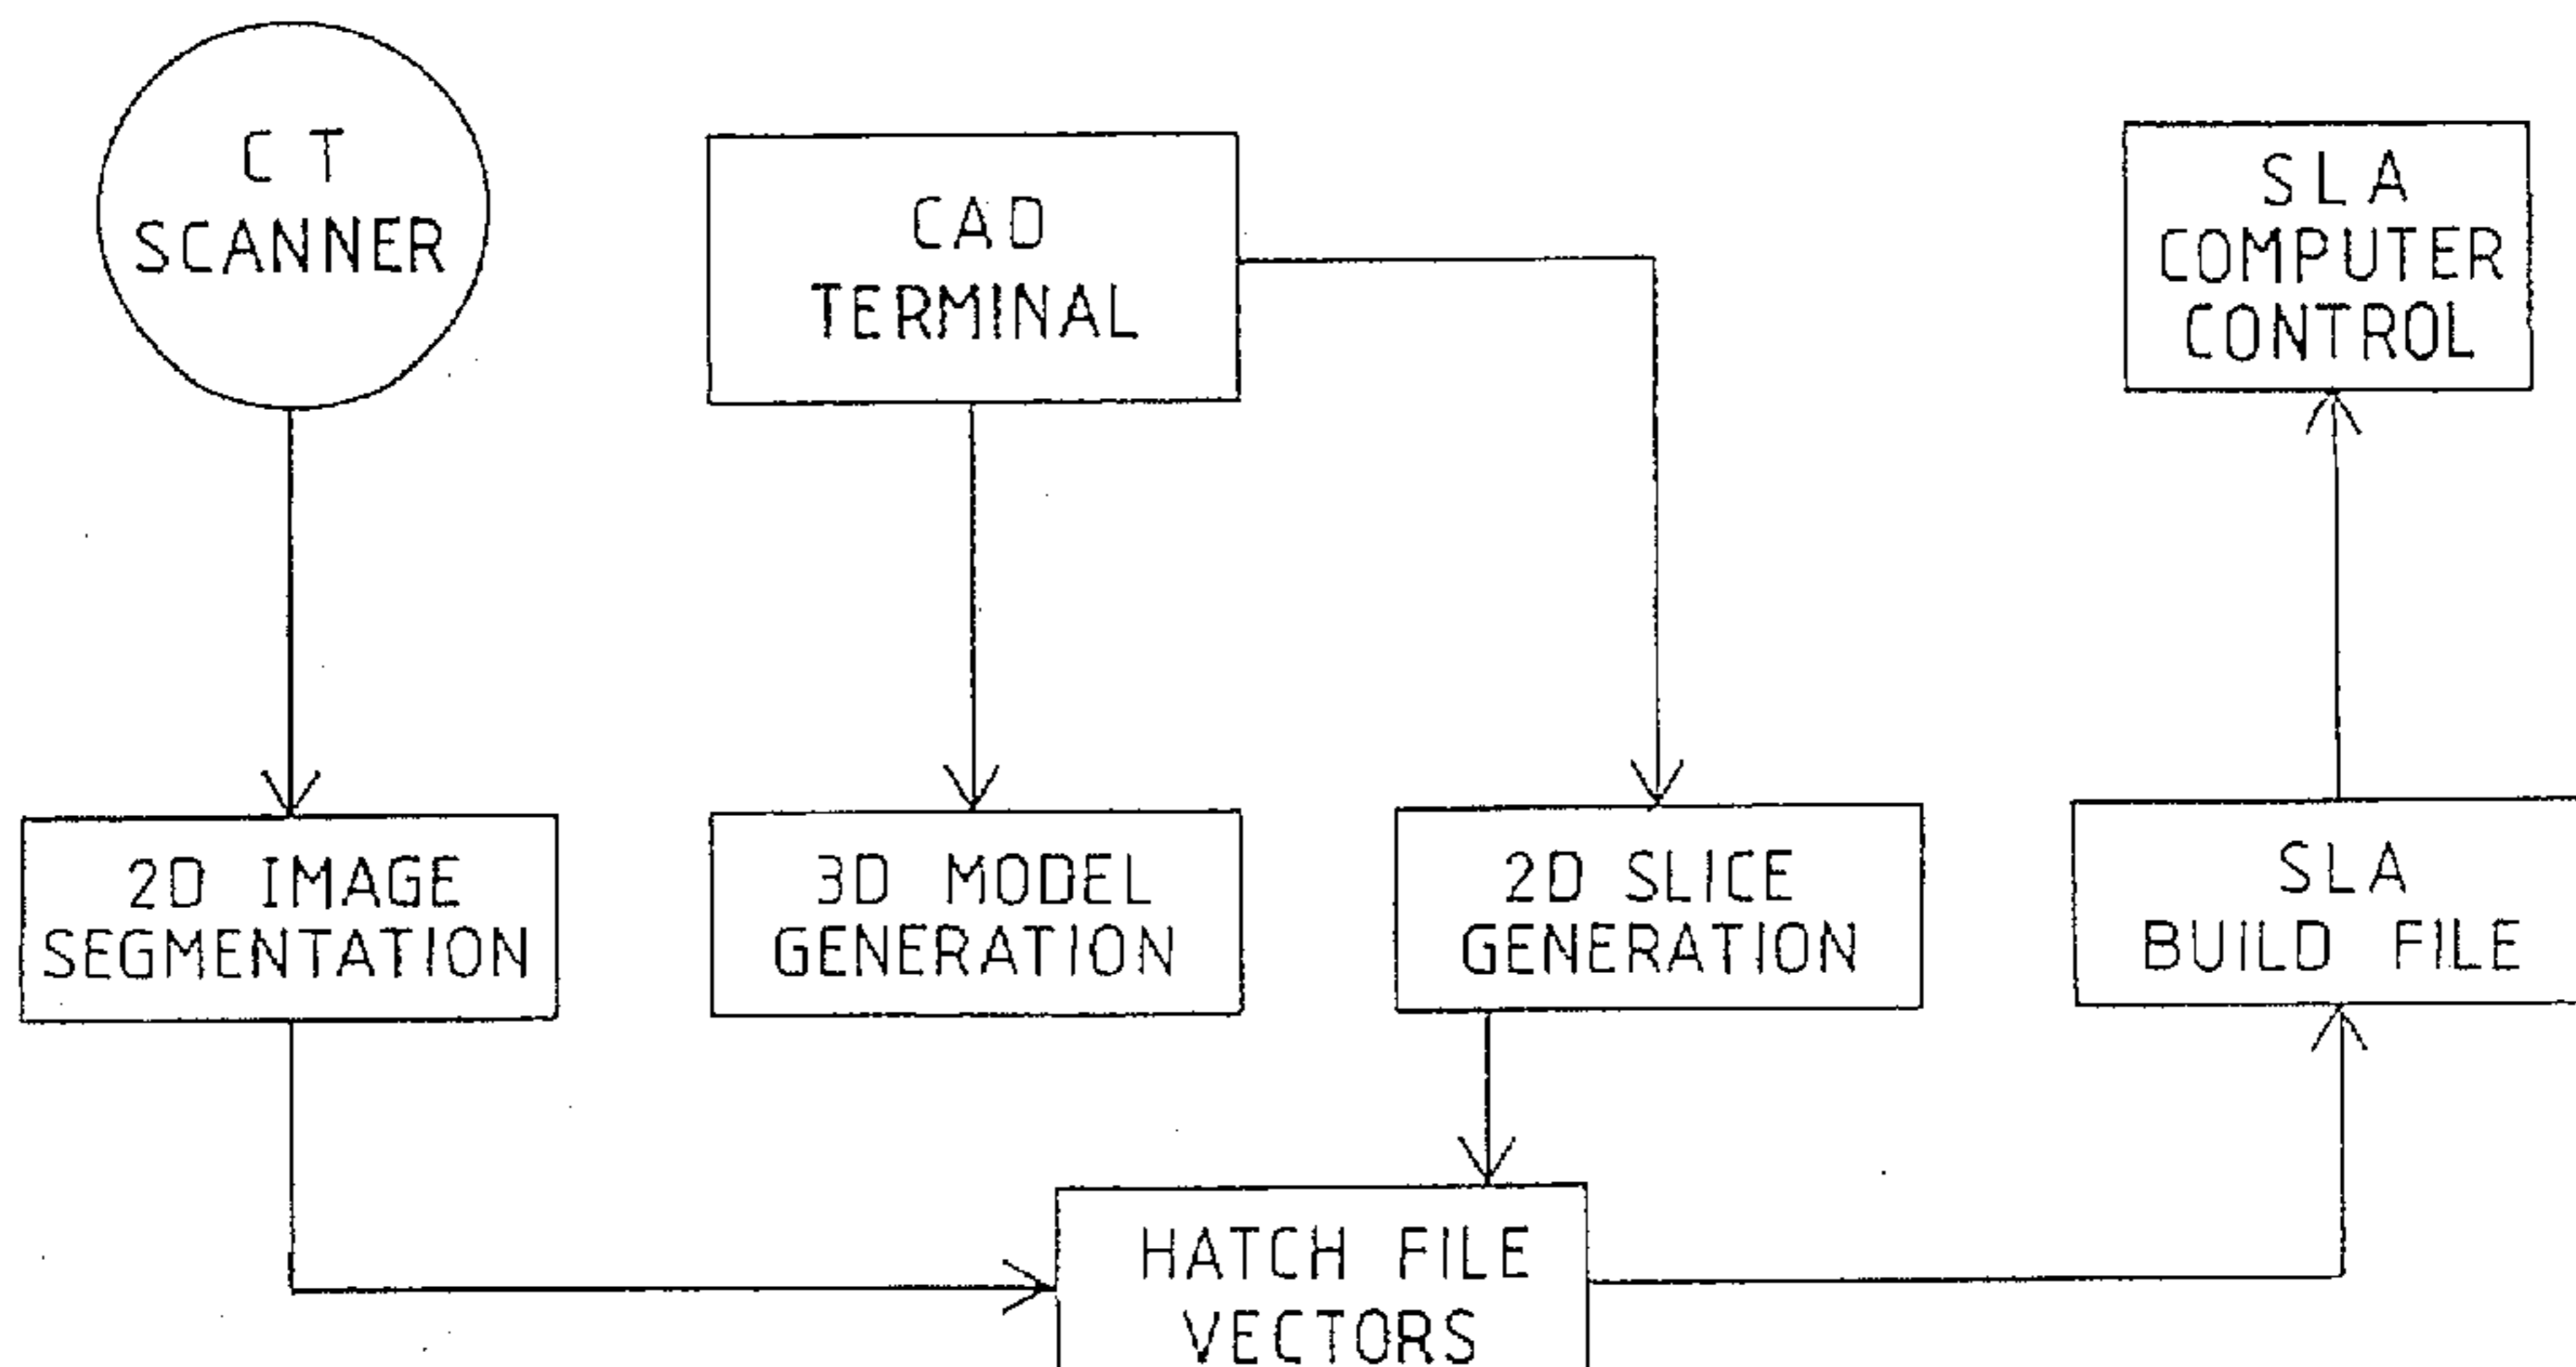 CT
SCANNER
CAD
TERMINAL
SLA
COMPUTER
CONTROL
2D IMAGE
SEGMENTATION
3D MODEL
GENERATION
2D SLICE
GENERATION
SLA
BUILD FILE
HATCH FILE
VECTORS